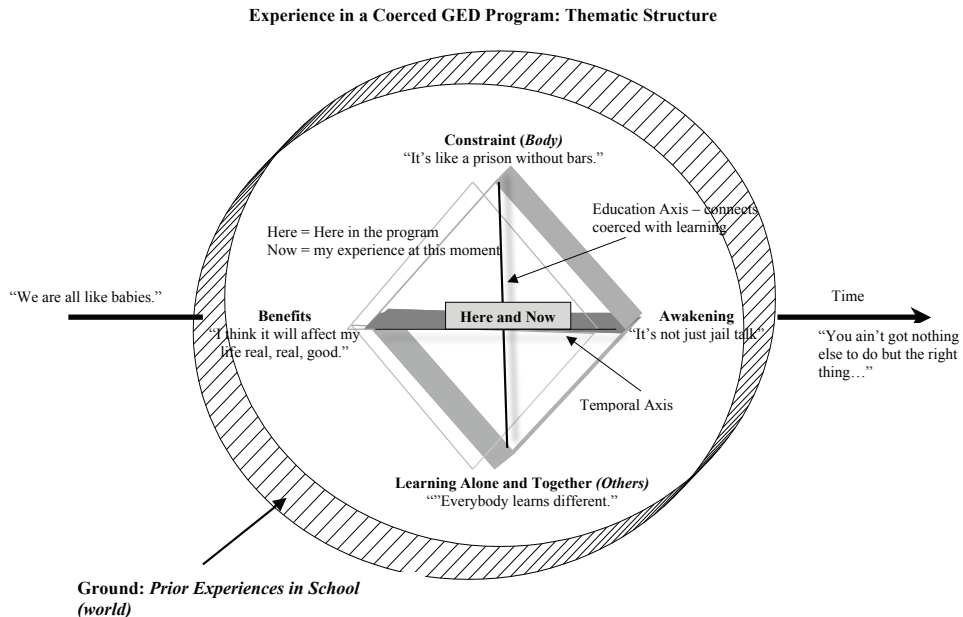 Experience in a Coerced GED Program: Thematic Structure
Constraint (Body)
“It’s like a prison without bars.”
Education Axis – connects
coerced with learning
Here = Here in the program
Now = my experience at this moment
“We are all like babies.”
Time
Benefits
“I think it will affect my
life real, real, good.”
Here and Now
Awakening
“It’s not just jail talk”
“You ain’t got nothing
else to do but the right
thing…”
Temporal Axis
Learning Alone and Together (Others)
“”Everybody learns different.”
Ground: Prior Experiences in School
(world)